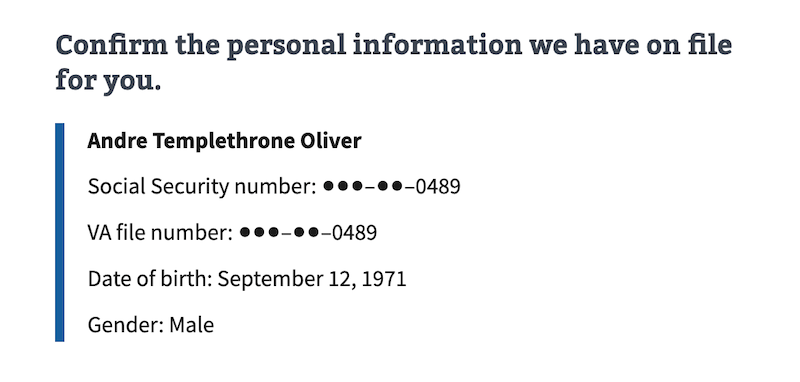 Confirm the personal information we have on file
for you.
Andre Templethrone Oliver
Social Security number: ●●●–●●–0489
VA file number: ●●●–●●–0489
Date of birth: September 12, 1971
Gender: Male